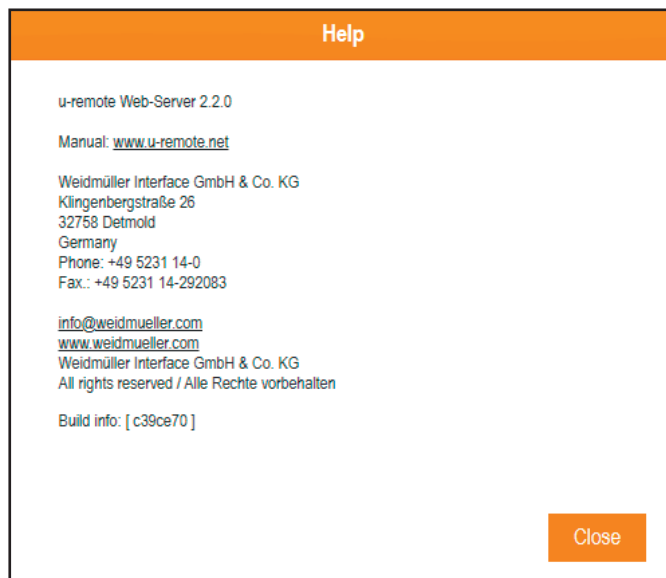 Help
u-remote Web-Server 2.2.0
Manual: www.u-remote.net
Weidmüller Interface GmbH & Co. KG
Klingenbergstraße 26
32758 Detmold
Germany
Phone: +49 5231 14-0
Fax.: +49 5231 14-292083
info@weidmueller.com
www.weidmueller.com
Weidmüller Interface GmbH & Co. KG
All rights reserved / Alle Rechte vorbehalten
Build info: [ c39ce70 ]
Close